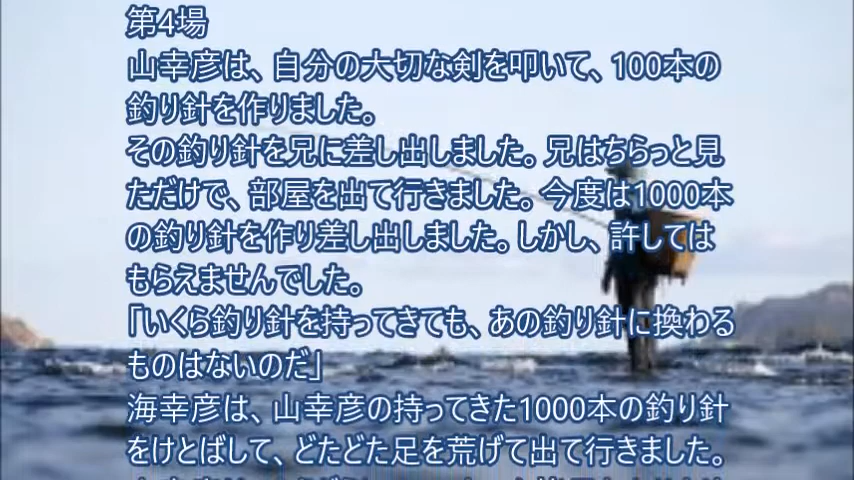 第4場
山幸彦は、自分の大切な剣を叩いて、100本の
釣り針を作りました。
その釣り針を兄に差し出しました。兄はちらっと見
ただけで、部屋を出て行きました。今度は1000本
の釣り針を作り差し出しました。しかし、許しては
もらえませんでした。
「いくら釣り針を持ってきても、あの釣り針に換わる
ものはないのだ」
海幸彦は、山幸彦の持ってきた1000本の釣り針
をけとばして、どたどた足を荒げて出て行きました。